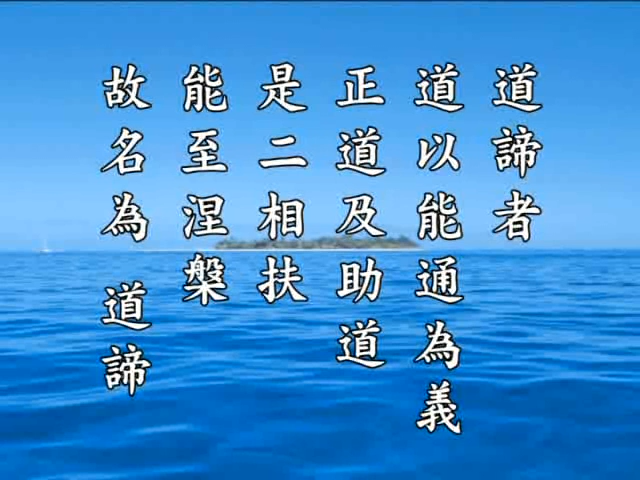 道諦者
道以能通為義
正道及助道
是二相扶
能至涅槃
故名為 道諦